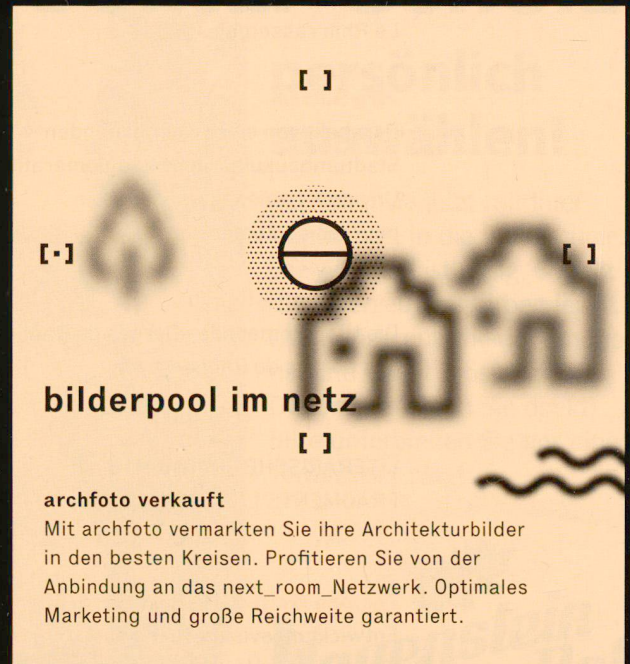 [ ]
[·] [ ]
bilderpool im netz
[ ]
archfoto verkauft
Mit archfoto vermarkten Sie ihre Architekturbilder
in den besten Kreisen. Profitieren Sie von der
Anbindung an das next_room_Netzwerk. Optimales
Marketing und große Reichweite garantiert.